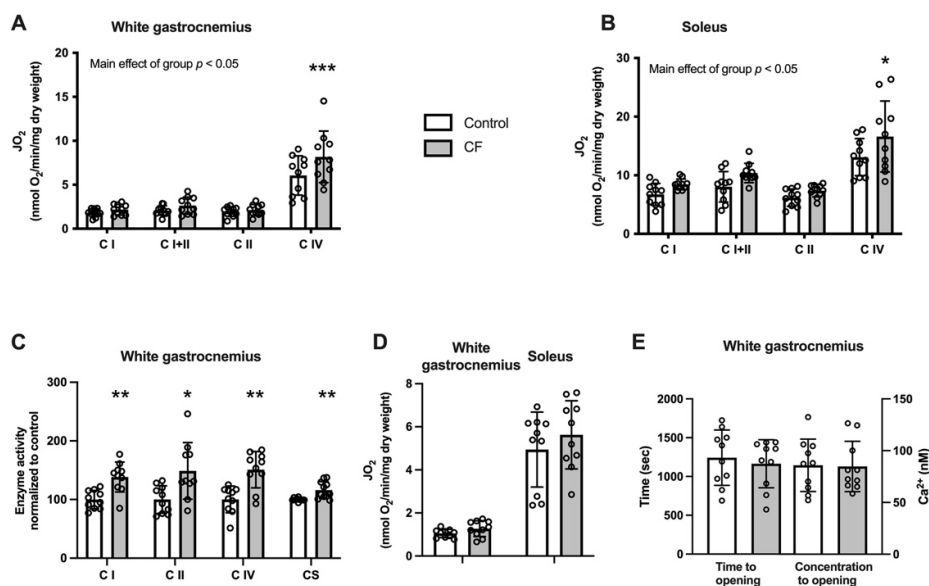 A
White gastrocnemius
Main effect of group p < 0.05
***
JO₂
(nmol O₂/min/mg dry weight)
20
15
10
5
0
C I
C I+II
C II
C IV
Control
CF
B
Soleus
Main effect of group p < 0.05
*
JO₂
(nmol O₂/min/mg dry weight)
30
20
10
0
C I
C I+II
C II
C IV
C
White gastrocnemius
**
*
**
**
Enzyme activity
normalized to control
300
200
150
100
50
0
C I
C II
C IV
CS
D
White
gastrocnemius
Soleus
JO₂
(nmol O₂/min/mg dry weight)
8
6
4
2
0
E
White gastrocnemius
Time (sec)
2000
1500
1000
500
0
150
100
50
0
Ca²⁺ (nM)
Time to
opening
Concentration
to opening